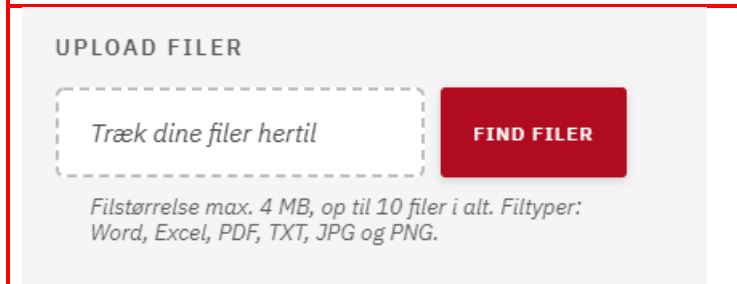 UPLOAD FILER
Træk dine filer hertil
FIND FILER
Filstørrelse max. 4 MB, op til 10 filer i alt. Filtyper:
Word, Excel, PDF, TXT, JPG og PNG.